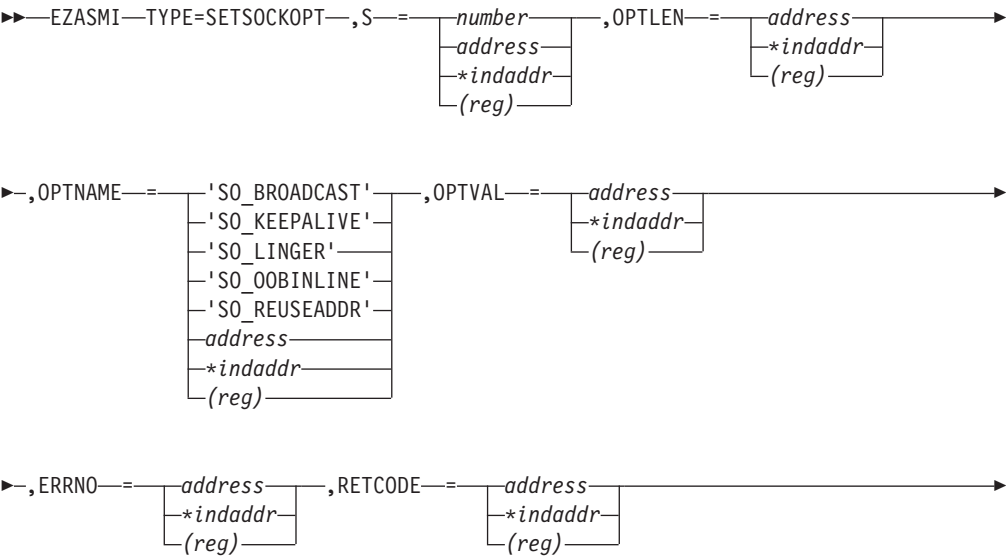 EZASMI TYPE=SETSOCKOPT ,S = number ,OPTLEN = address
address *indaddr
*indaddr (reg)
(reg)
,OPTNAME = 'SO_BROADCAST' ,OPTVAL = address
'SO_KEEPALIVE' *indaddr
'SO_LINGER' (reg)
'SO_OOBINLINE'
'SO_REUSEADDR'
address
*indaddr
(reg)
,ERRNO = address ,RETCODE = address
*indaddr *indaddr
(reg) (reg)